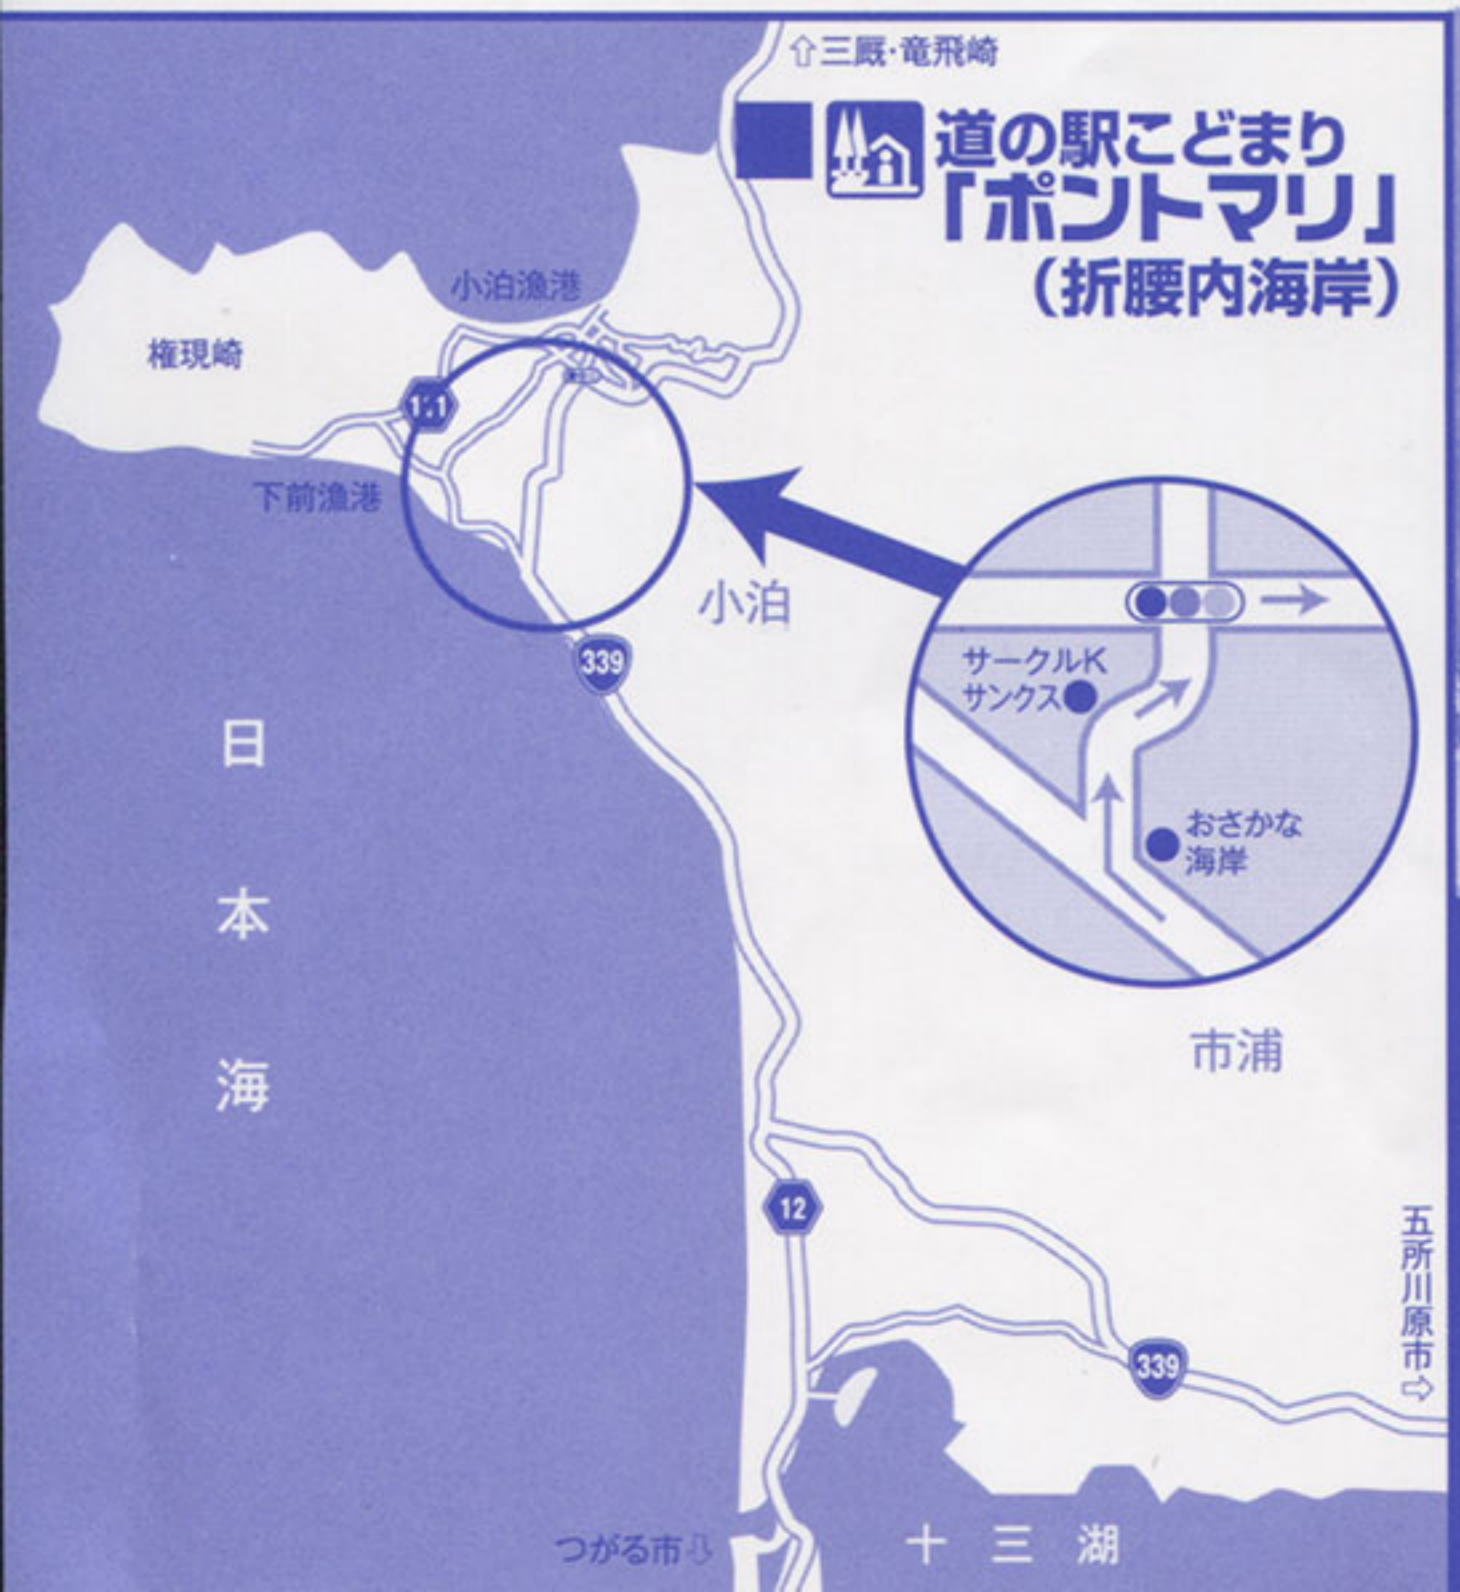 ⇧三厩・竜飛崎
道の駅こどまり
「ポントマリ」
(折腰内海岸)
小泊漁港
権現崎
111
下前漁港
小泊
339
サークルK
サンクス
おさかな
海岸
日本海
市浦
12
五所川原市⇨
339
つがる市⇩
十三湖